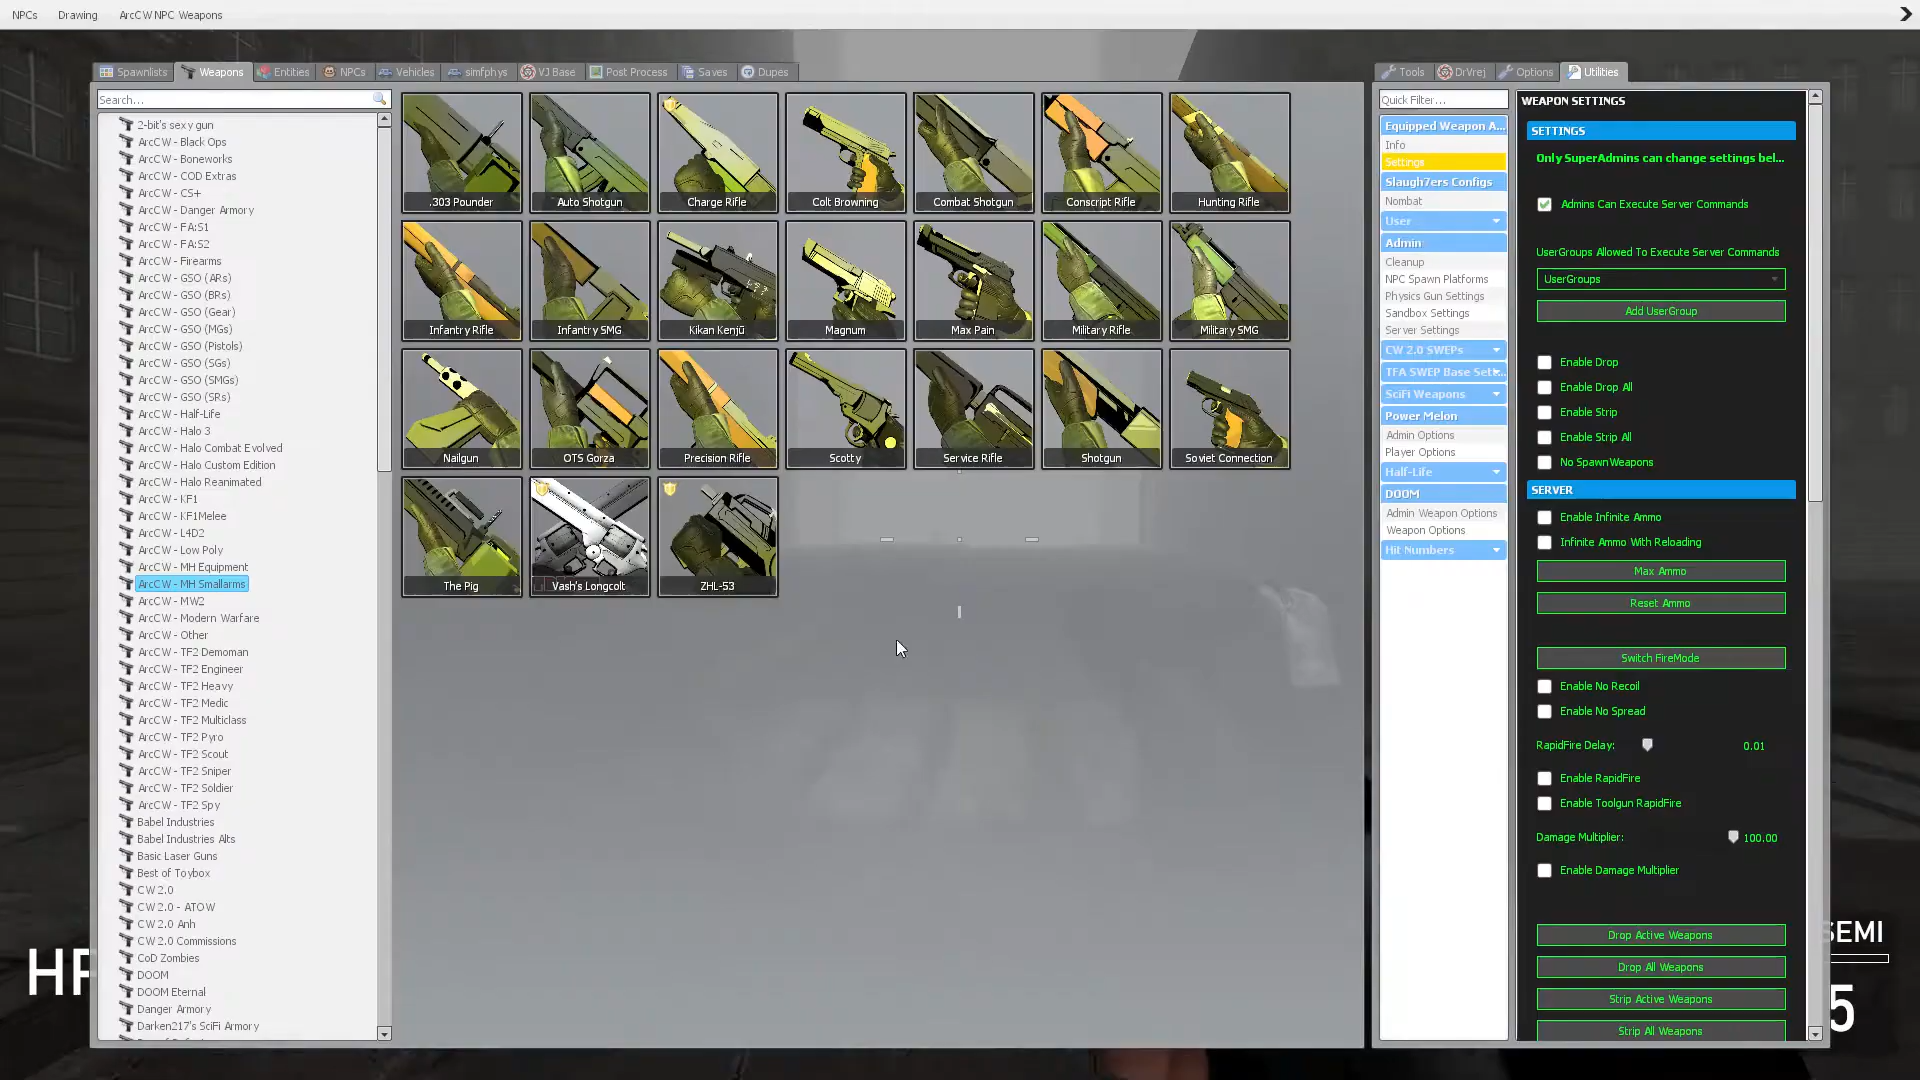 NPCs Drawing ArcCW NPC Weapons
Spawnlists Weapons Entities NPCs Vehicles simfphys VJ Base Post Process Saves Dupes
Search...
2-bit's sexy gun
ArcCW - Black Ops
ArcCW - Boneworks
ArcCW - COD Extras
ArcCW - CS+
ArcCW - Danger Armory
ArcCW - FA:S1
ArcCW - FA:S2
ArcCW - Firearms
ArcCW - GSO (ARs)
ArcCW - GSO (BRs)
ArcCW - GSO (Gear)
ArcCW - GSO (MGs)
ArcCW - GSO (Pistols)
ArcCW - GSO (SGs)
ArcCW - GSO (SMGs)
ArcCW - GSO (SRs)
ArcCW - Half-Life
ArcCW - Halo 3
ArcCW - Halo Combat Evolved
ArcCW - Halo Custom Edition
ArcCW - Halo Reanimated
ArcCW - KF1
ArcCW - KF1Melee
ArcCW - L4D2
ArcCW - Low Poly
ArcCW - MH Equipment
ArcCW - MH Smallarms
ArcCW - MW2
ArcCW - Modern Warfare
ArcCW - Other
ArcCW - TF2 Demoman
ArcCW - TF2 Engineer
ArcCW - TF2 Heavy
ArcCW - TF2 Medic
ArcCW - TF2 Multiclass
ArcCW - TF2 Pyro
ArcCW - TF2 Scout
ArcCW - TF2 Sniper
ArcCW - TF2 Soldier
ArcCW - TF2 Spy
Babel Industries
Babel Industries Alts
Basic Laser Guns
Best of Toybox
CW 2.0
CW 2.0 - ATOW
CW 2.0 Anh
CW 2.0 Commissions
CoD Zombies
DOOM
DOOM Eternal
Danger Armory
Darken217's SciFi Armory
.303 Pounder Auto Shotgun Charge Rifle Colt Browning Combat Shotgun Conscript Rifle Hunting Rifle
Infantry Rifle Infantry SMG Kikan Kenjū Magnum Max Pain Military Rifle Military SMG
Nailgun OTS Gorza Precision Rifle Scotty Service Rifle Shotgun Soviet Connection
The Pig Vash's Longcolt ZHL-53
Tools DrVrej Options Utilities
Quick Filter...
Equipped Weapon A...
Info
Settings
Slaugh7ers Configs
Nombat
User
Admin
Cleanup
NPC Spawn Platforms
Physics Gun Settings
Sandbox Settings
Server Settings
CW 2.0 SWEPs
TFA SWEP Base Sett...
SciFi Weapons
Power Melon
Admin Options
Player Options
Half-Life
DOOM
Admin Weapon Options
Weapon Options
Hit Numbers
WEAPON SETTINGS
SETTINGS
Only SuperAdmins can change settings bel...
Admins Can Execute Server Commands
UserGroups Allowed To Execute Server Commands
UserGroups
Add UserGroup
Enable Drop
Enable Drop All
Enable Strip
Enable Strip All
No SpawnWeapons
SERVER
Enable Infinite Ammo
Infinite Ammo With Reloading
Max Ammo
Reset Ammo
Switch FireMode
Enable No Recoil
Enable No Spread
RapidFire Delay: 0.01
Enable RapidFire
Enable Toolgun RapidFire
Damage Multiplier: 100.00
Enable Damage Multiplier
Drop Active Weapons
Drop All Weapons
Strip Active Weapons
Strip All Weapons
SEMI
5